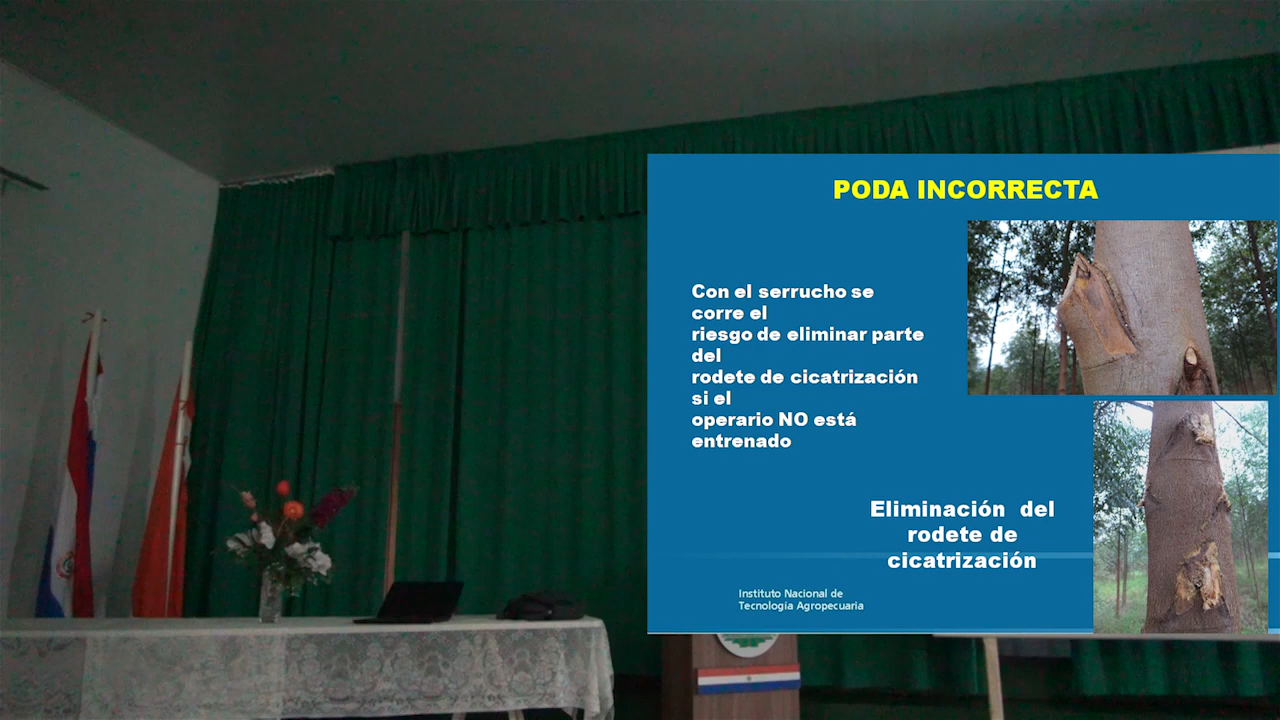 PODA INCORRECTA
Con el serrucho se
corre el
riesgo de eliminar parte
del
rodete de cicatrización
si el
operario NO está
entrenado
Eliminación del
rodete de
cicatrización
Instituto Nacional de
Tecnología Agropecuaria